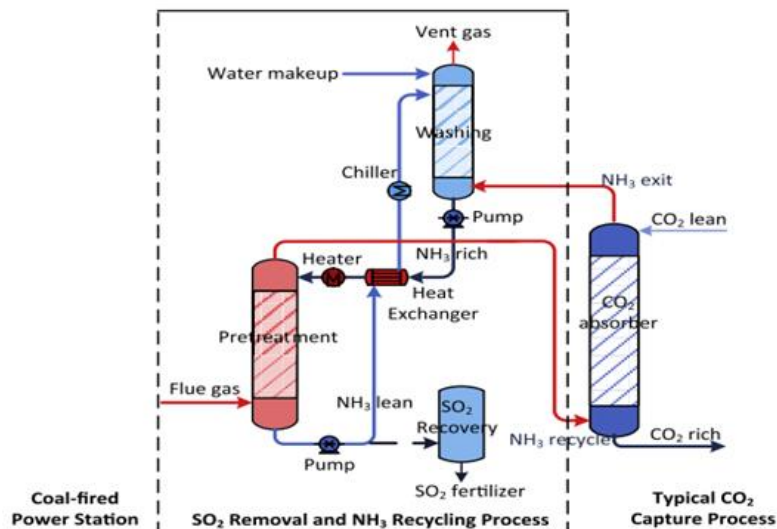 Vent gas
Water makeup
Washing
Chiller
NH₃ exit
Pump
CO₂ lean
NH₃ rich
Heater
Heat
Exchanger
CO₂
absorber
Pretreatment
Flue gas
NH₃ lean
SO₂
Recovery
NH₃ recyclet
CO₂ rich
Pump
SO₂ fertilizer
Coal-fired
Power Station
SO₂ Removal and NH₃ Recycling Process
Typical CO₂
Capture Process